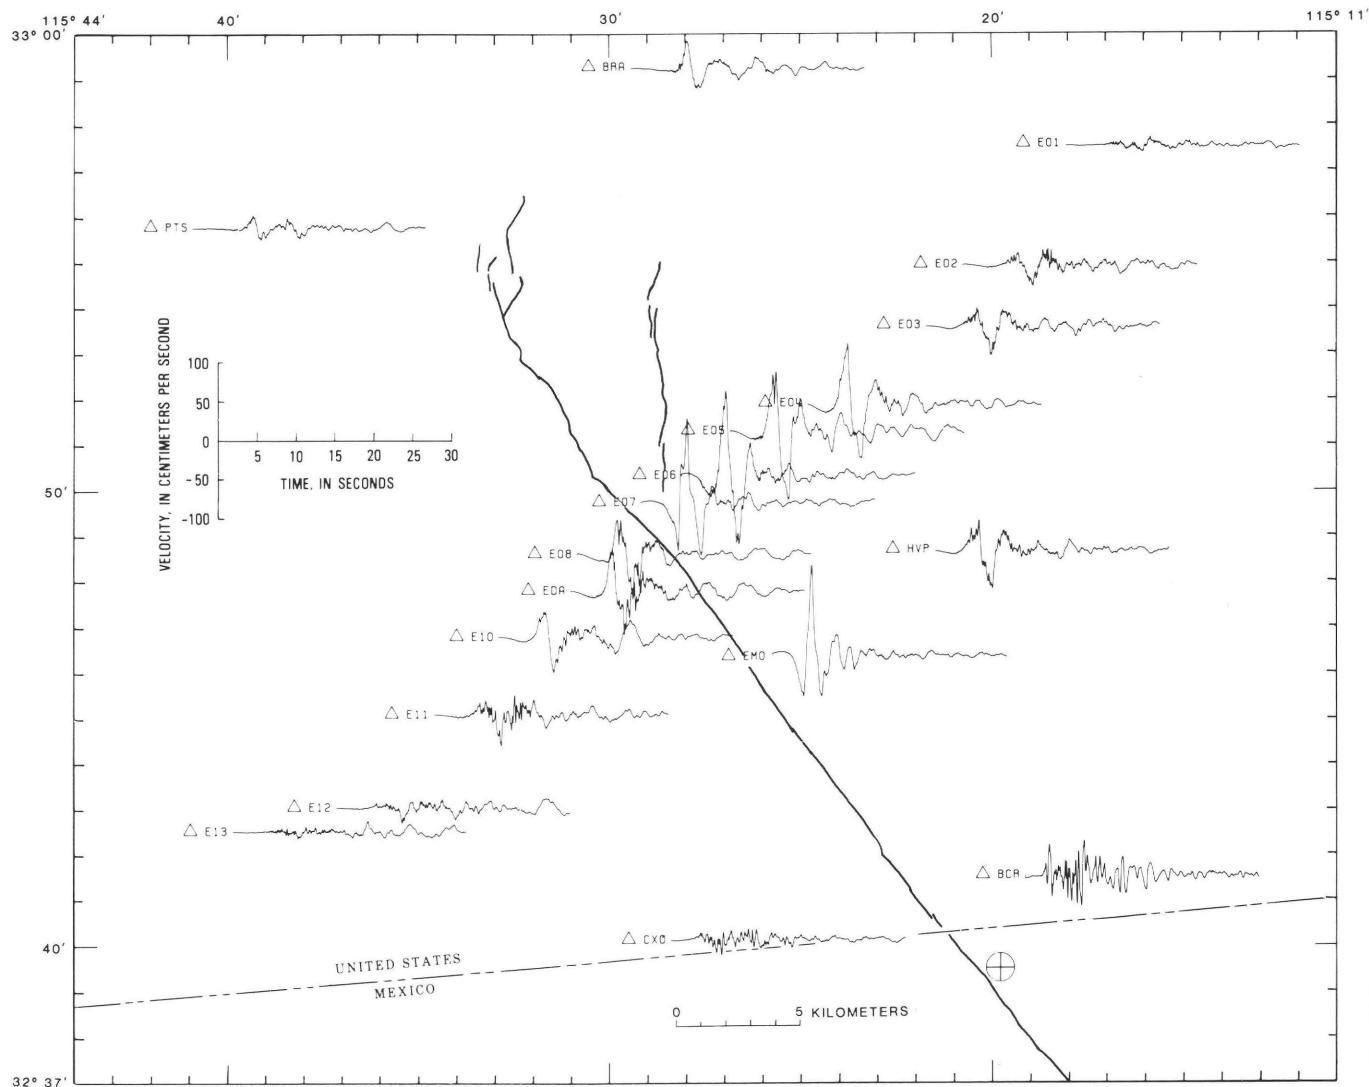 115° 44′ 40′ 30′ 20′ 115° 11′
33° 00′
BRA
E01
PTS
E02
E03
VELOCITY, IN CENTIMETERS PER SECOND
100
50
0
-50
-100
5 10 15 20 25 30
TIME, IN SECONDS
E04
E05
E06
50′
E07
E08
HVP
EDA
E10
EMO
E11
E12
E13
BCR
CXO
40′
UNITED STATES
MEXICO
0 5 KILOMETERS
32° 37′